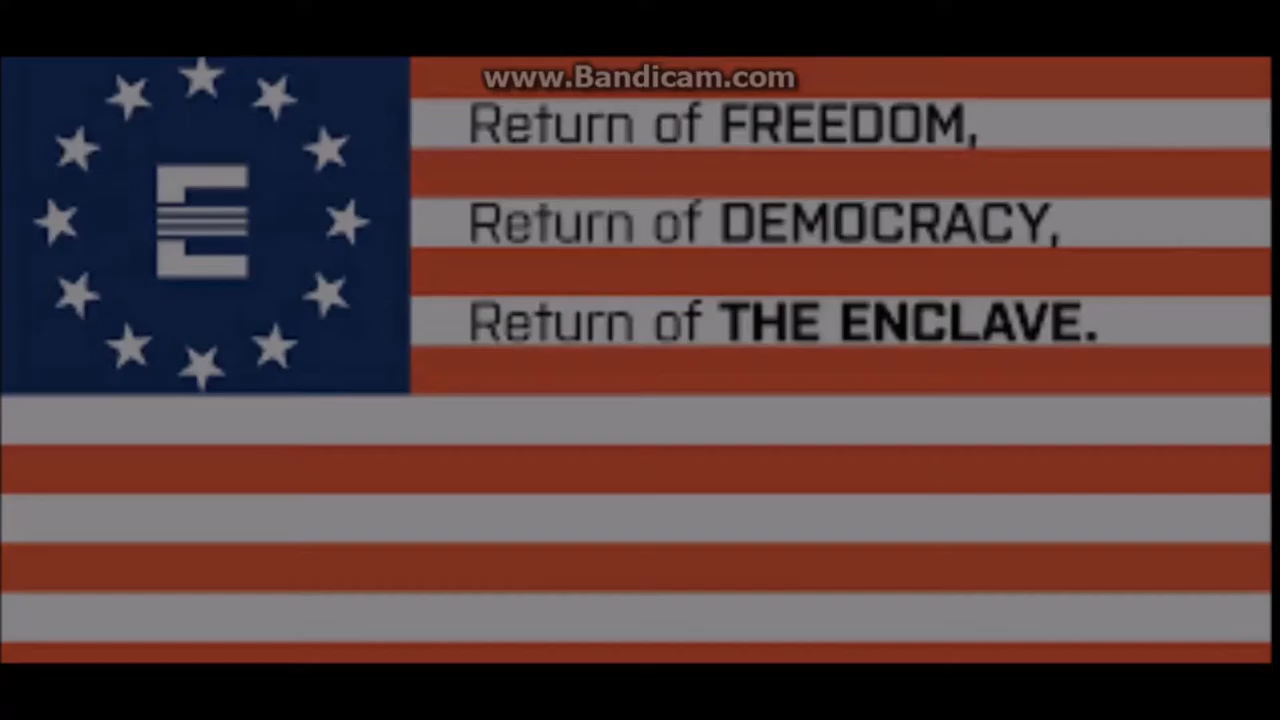 www.Bandicam.com
Return of FREEDOM,
Return of DEMOCRACY,
Return of THE ENCLAVE.
E